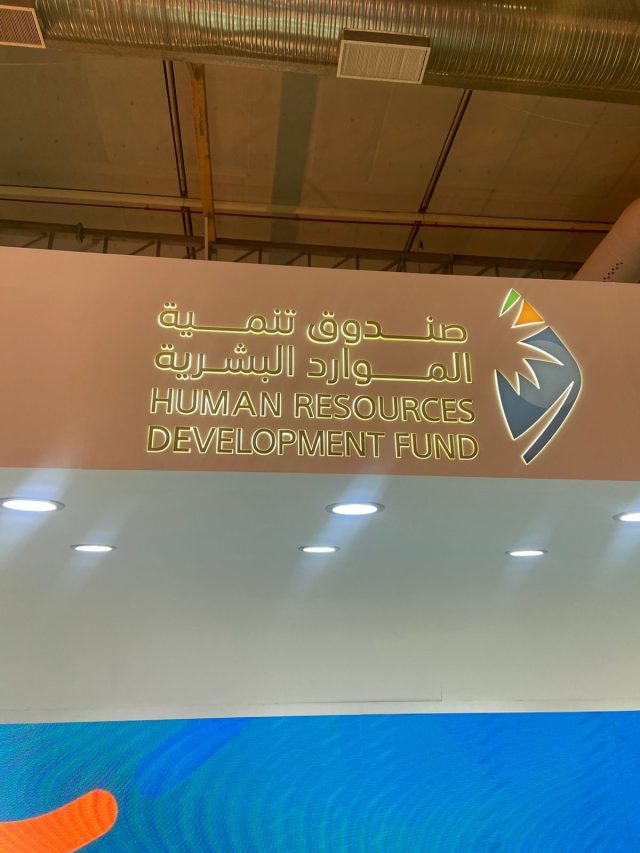 صندوق تنمية
الموارد البشرية
HUMAN RESOURCES
DEVELOPMENT FUND